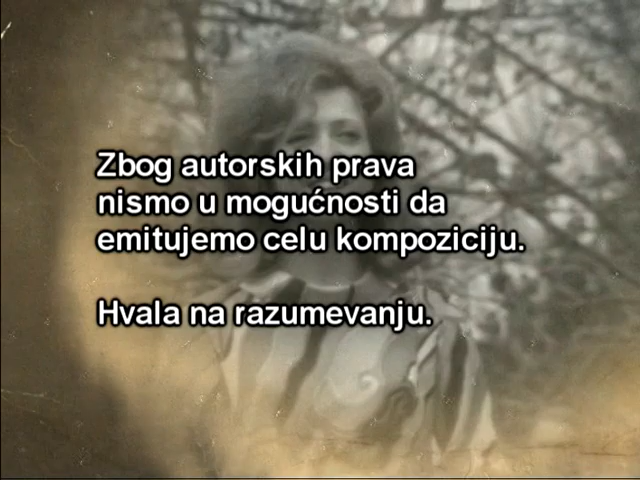 Zbog autorskih prava
nismo u mogućnosti da
emitujemo celu kompoziciju.
Hvala na razumevanju.